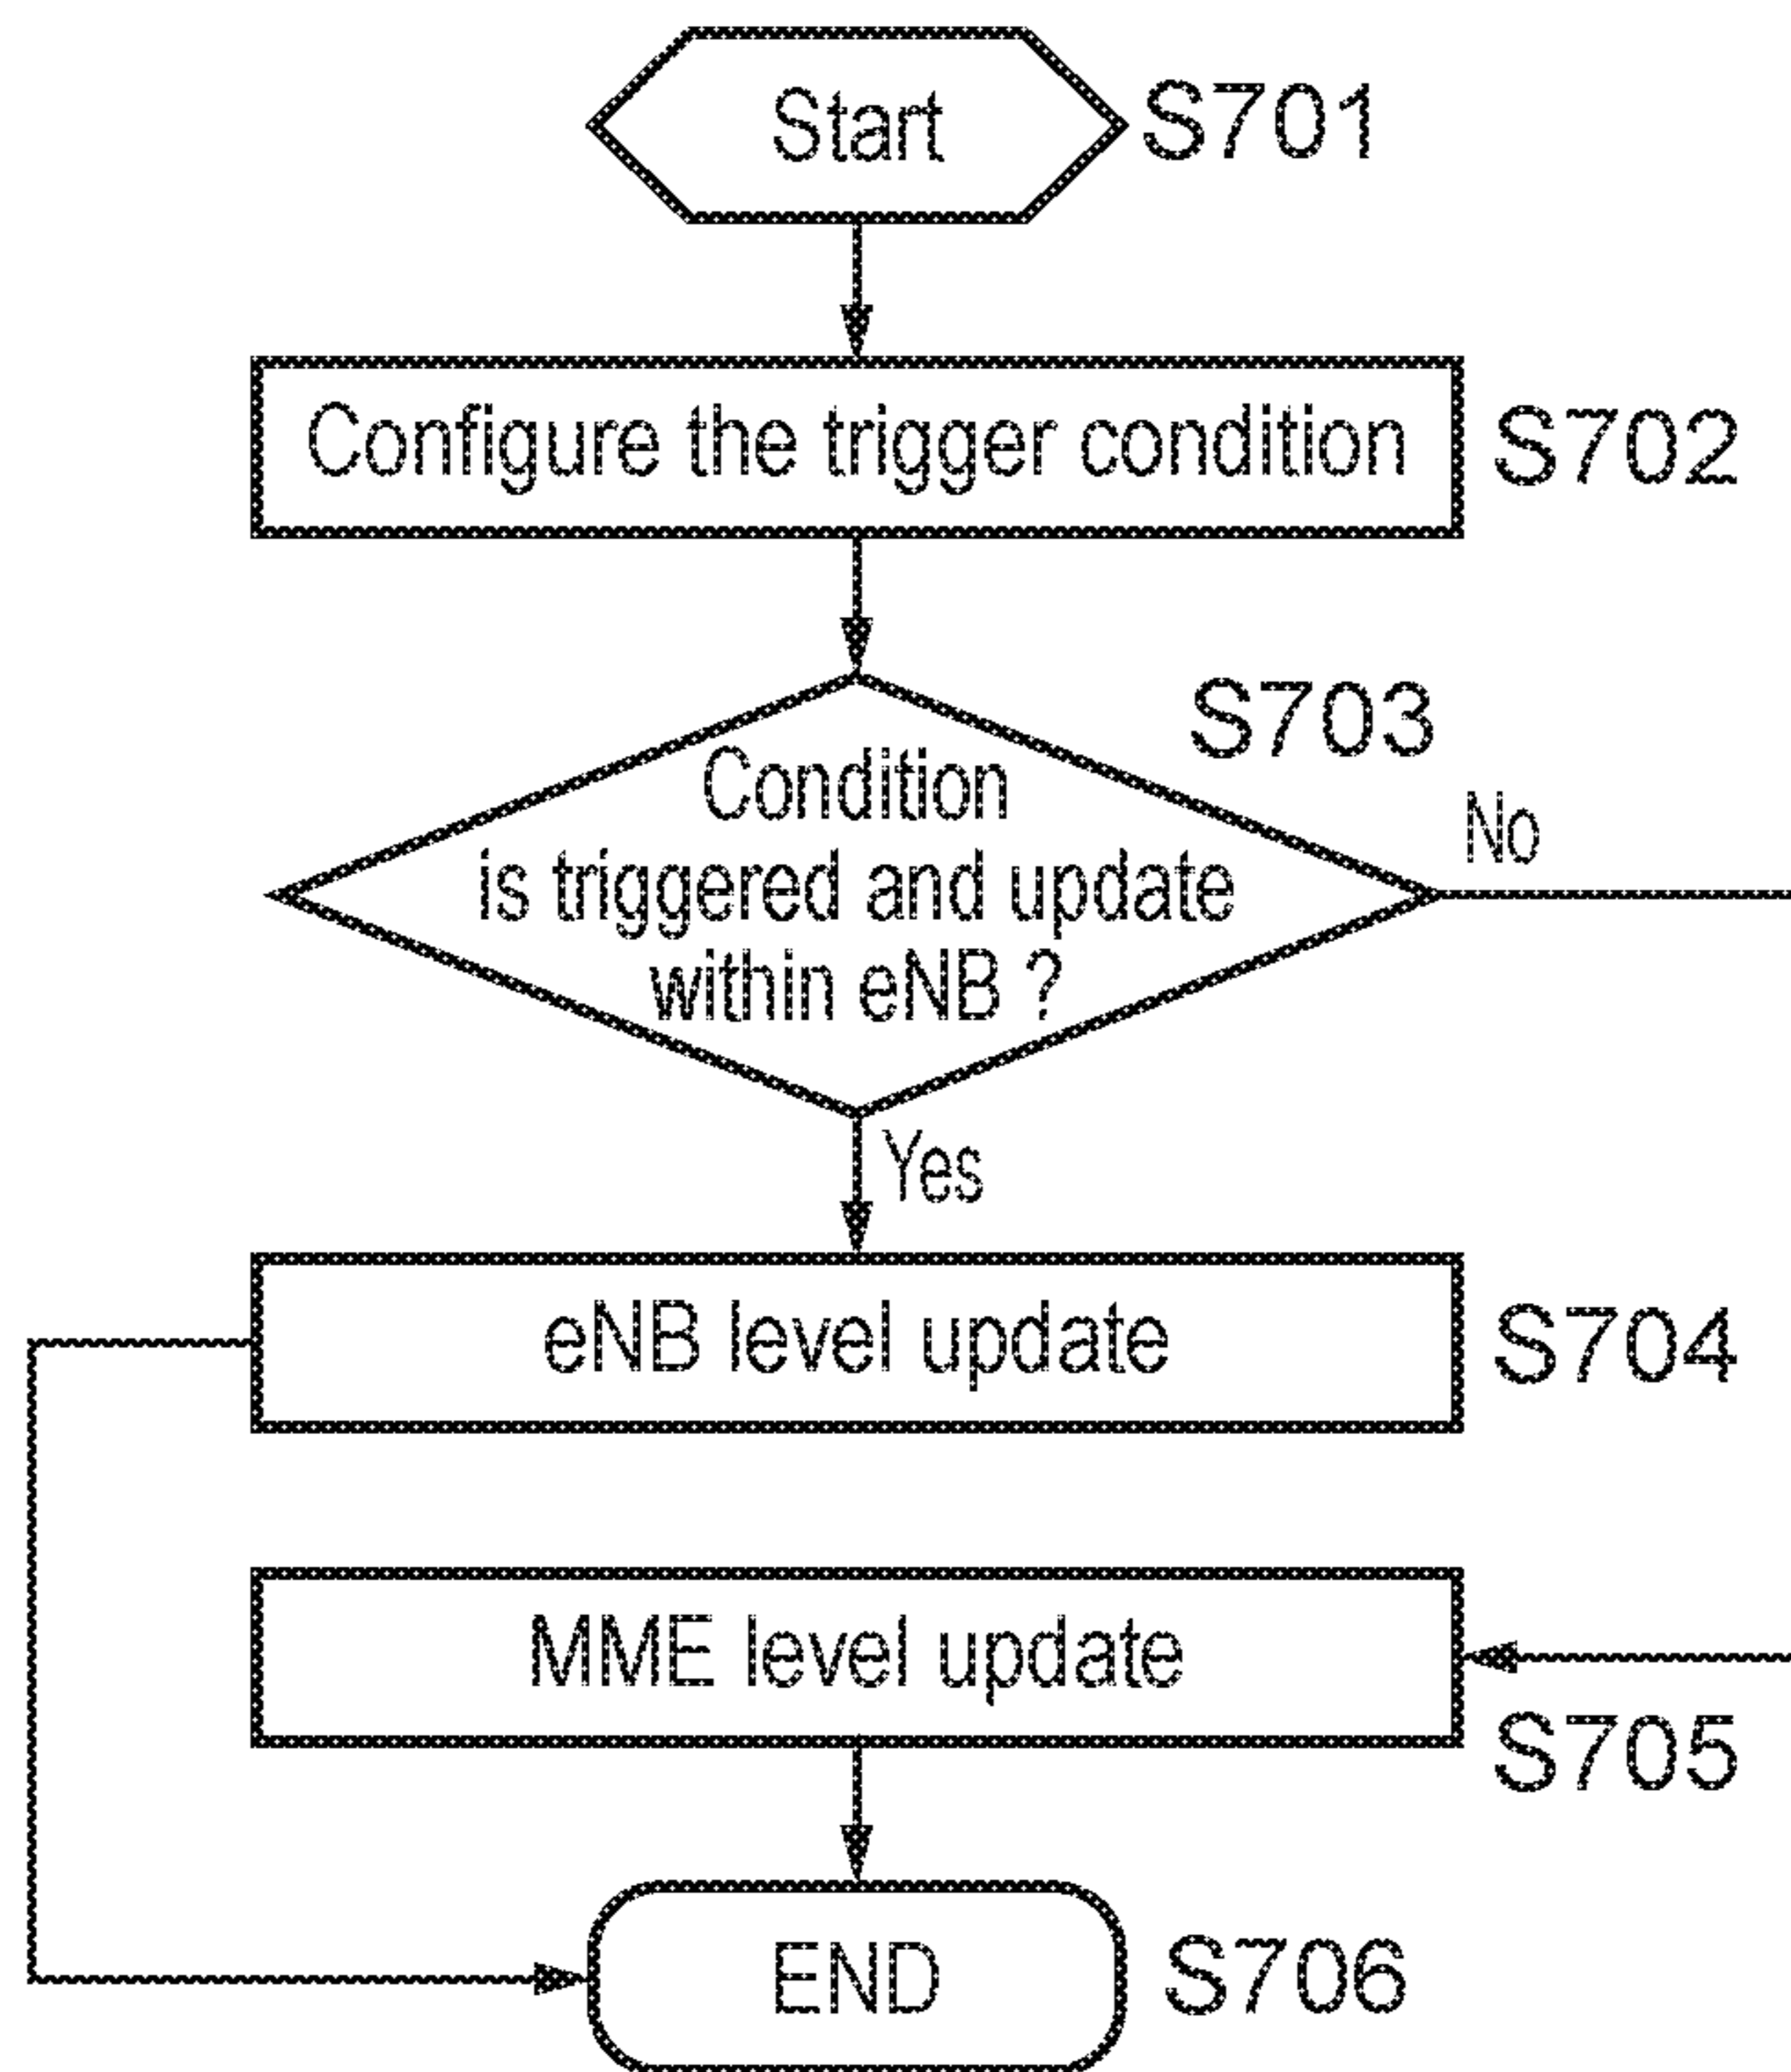 Start
S701
Configure the trigger condition
S702
S703
Condition
is triggered and update
within eNB ?
No
Yes
eNB level update
S704
MME level update
S705
END
S706